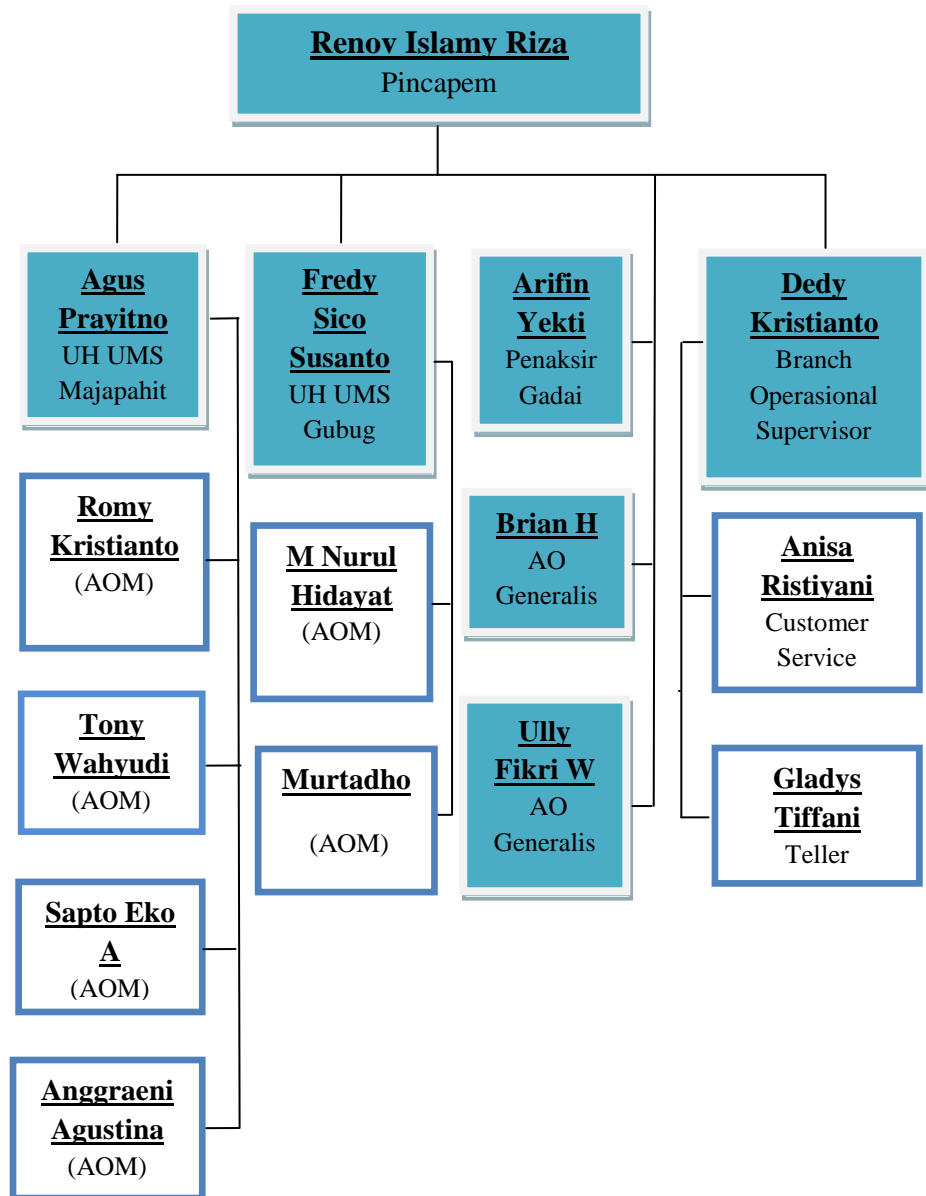 Renov Islamy Riza
Pincapem
Agus
Prayitno
UH UMS
Majapahit
Romy
Kristianto
(AOM)
Tony
Wahyudi
(AOM)
Sapto Eko
A
(AOM)
Anggraeni
Agustina
(AOM)
Fredy
Sico
Susanto
UH UMS
Gubug
M Nurul
Hidayat
(AOM)
Murtadho
(AOM)
Arifin
Yekti
Penaksir
Gadai
Brian H
AO
Generalis
Ully
Fikri W
AO
Generalis
Dedy
Kristianto
Branch
Operasional
Supervisor
Anisa
Ristiyani
Customer
Service
Gladys
Tiffani
Teller